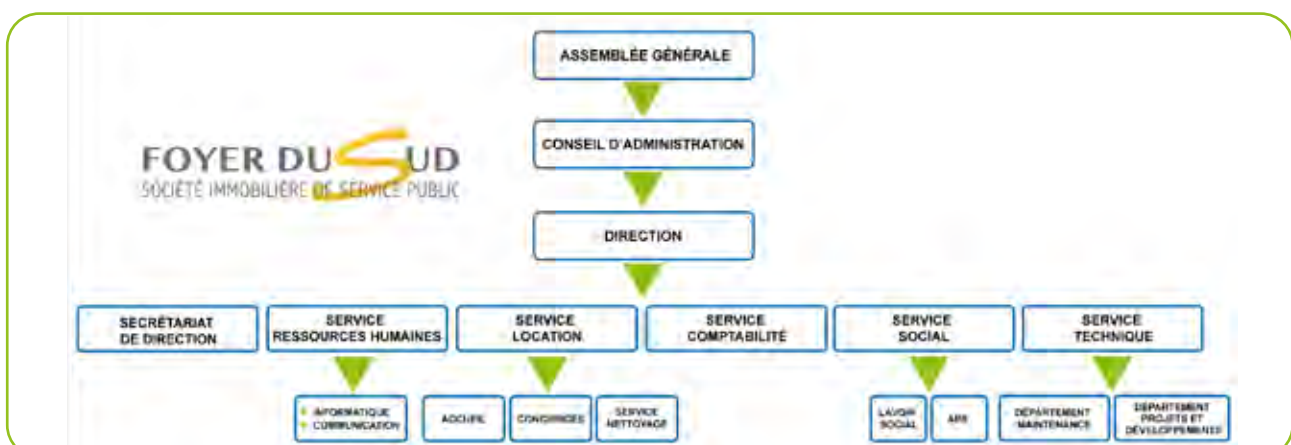 ASSEMBLÉE GÉNÉRALE
FOYER DU SUD
SOCIÉTÉ IMMOBILIÈRE DE SERVICE PUBLIC
CONSEIL D'ADMINISTRATION
DIRECTION
SECRÉTARIAT
DE DIRECTION
SERVICE
RESSOURCES HUMAINES
SERVICE
LOCATION
SERVICE
COMPTABILITÉ
SERVICE
SOCIAL
SERVICE
TECHNIQUE
INFORMATIQUE
COMMUNICATION
ACCUEIL
CONCIERGES
SERVICE
NETTOYAGE
LAVOIR
SOCIAL
DÉPARTEMENT
MAINTENANCE
DÉPARTEMENT
PROJETS ET
DÉVELOPPEMENTS